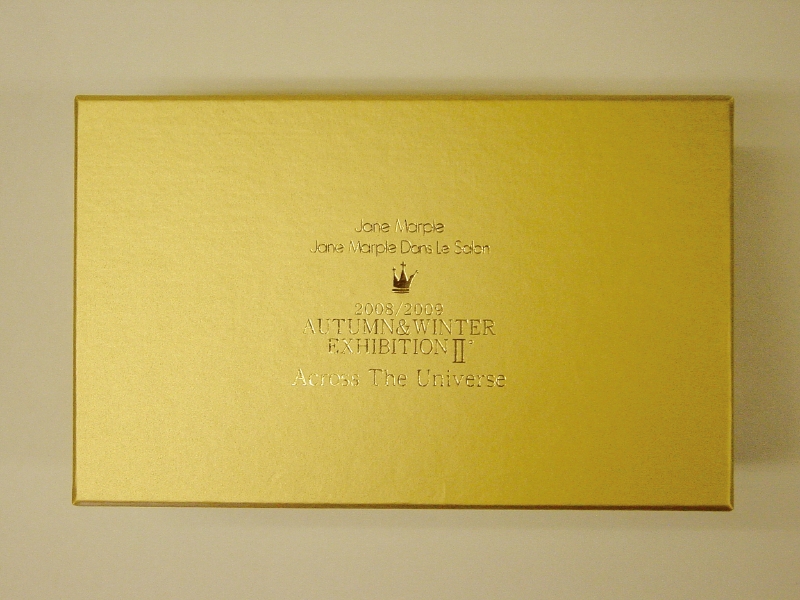 Jane Marple
Jane Marple Dans Le Salon
2008/2009
AUTUMN&WINTER
EXHIBITION II
Across The Universe